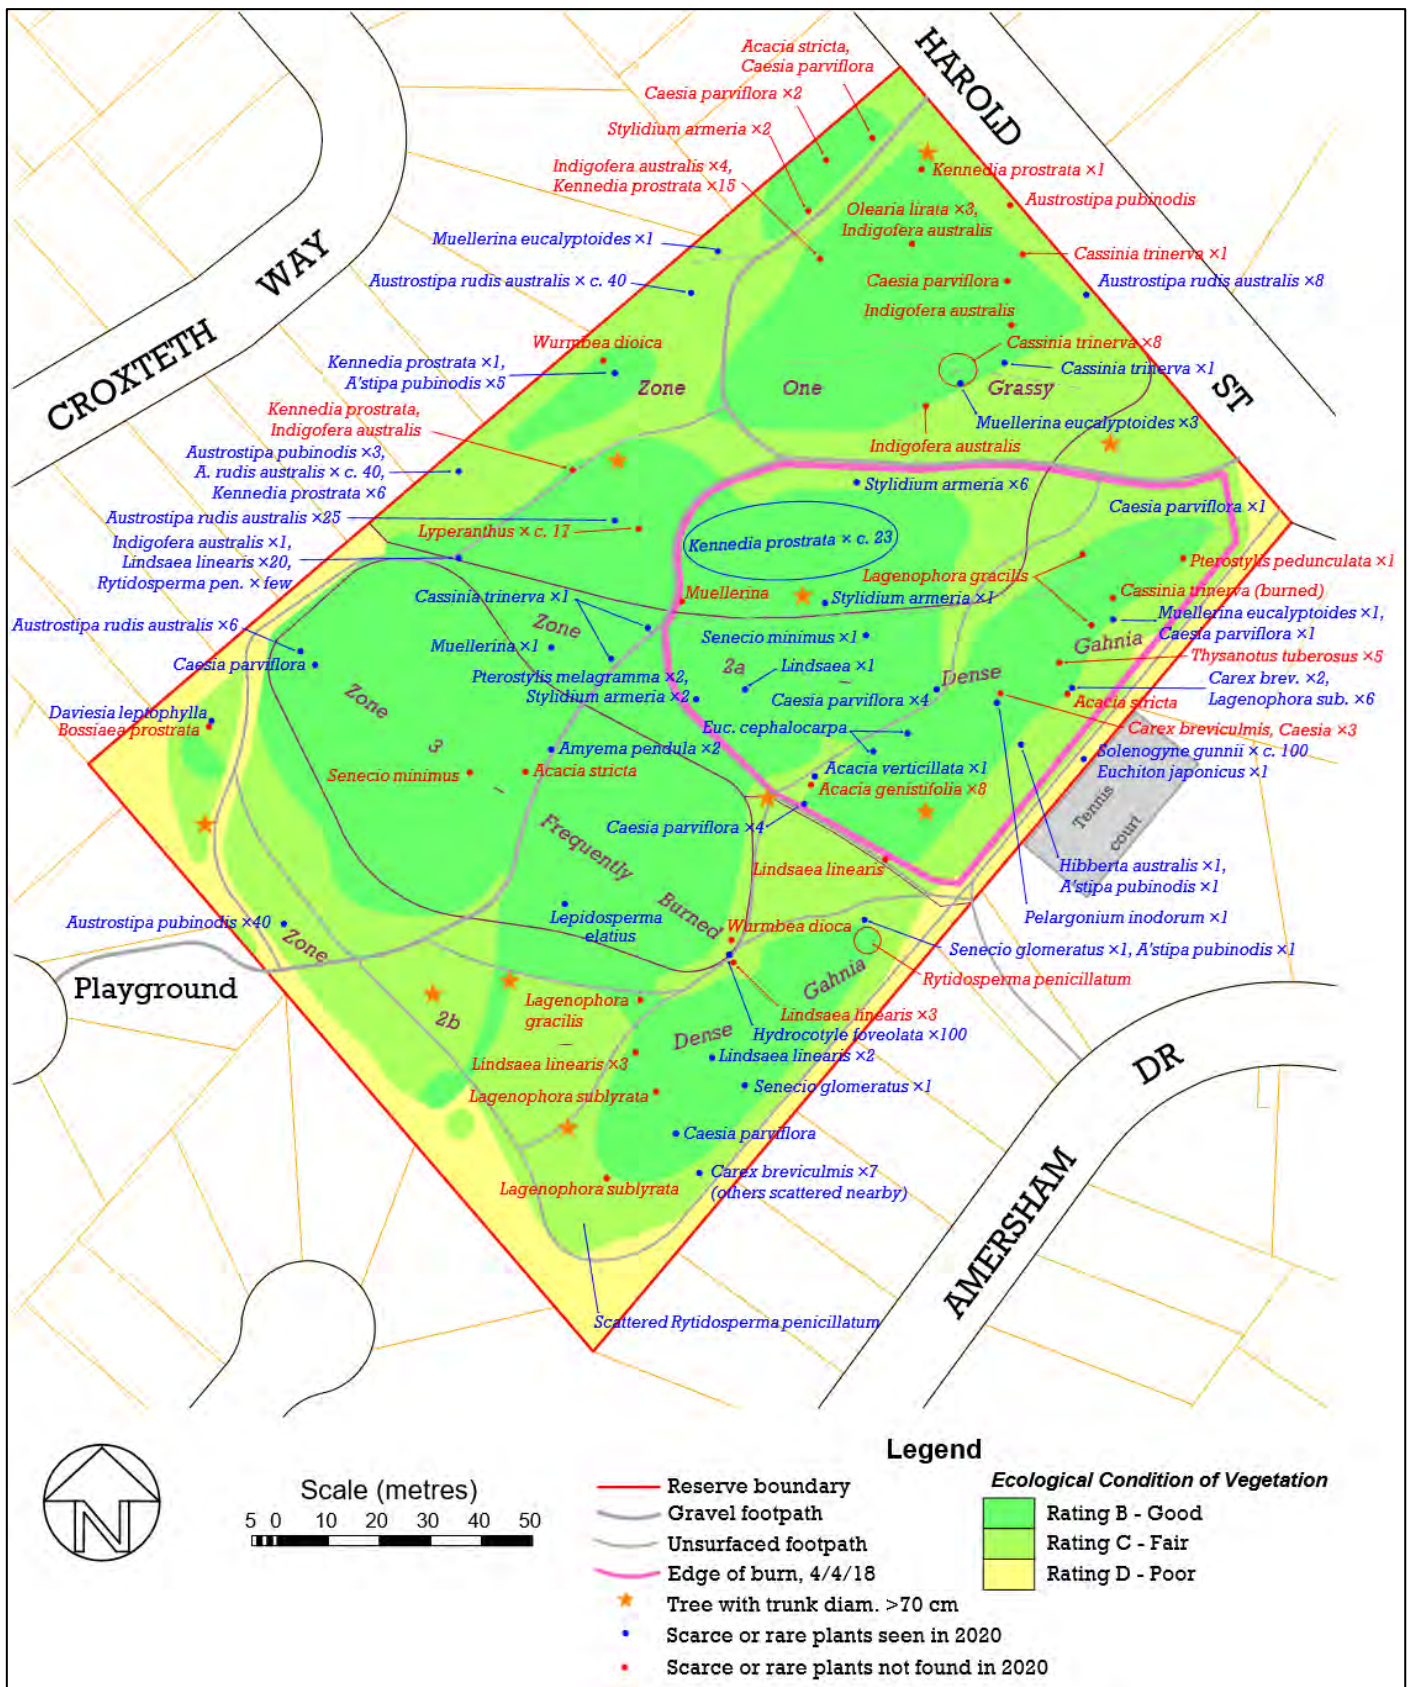 Acacia stricta,
Caesia parviflora
HAROLD
Caesia parviflora ×2
Stylidium armeria ×2
Indigofera australis ×4,
Kennedia prostrata ×15
Kennedia prostrata ×1
Olearia lirata ×3,
Indigofera australis
Austrostipa pubinodis
Muellerina eucalyptoides ×1
Cassinia trinerva ×1
Austrostipa rudis australis × c. 40
Caesia parviflora
Austrostipa rudis australis ×8
WAY
Indigofera australis
Wurmbea dioica
Cassinia trinerva ×8
Kennedia prostrata ×1,
A'stipa pubinodis ×5
Cassinia trinerva ×1
CROXTETH
Zone One Grassy
ST
Kennedia prostrata,
Indigofera australis
Muellerina eucalyptoides ×3
Indigofera australis
Austrostipa pubinodis ×3,
A. rudis australis × c. 40,
Kennedia prostrata ×6
Stylidium armeria ×6
Caesia parviflora ×1
Austrostipa rudis australis ×25
Lyperanthus × c. 17
Kennedia prostrata × c. 23
Indigofera australis ×1,
Lindsaea linearis ×20,
Rytidosperma pen. × few
Lagenophora gracilis
Pterostylis pedunculata ×1
Cassinia trinerva ×1
Muellerina
Stylidium armeria ×1
Cassinia trinerva (burned)
Muellerina eucalyptoides ×1,
Caesia parviflora ×1
Austrostipa rudis australis ×6
Zone
Senecio minimus ×1
Gahnia
Caesia parviflora
Muellerina ×1
2a
Lindsaea ×1
Thysanotus tuberosus ×5
Pterostylis melagramma ×2,
Stylidium armeria ×2
–
Dense
Carex brev. ×2,
Lagenophora sub. ×6
Zone
Caesia parviflora ×4
Acacia stricta
Daviesia leptophylla
Bossiaea prostrata
Euc. cephalocarpa
Carex breviculmis, Caesia ×3
3
Amyema pendula ×2
Solenogyne gunnii × c. 100
Euchiton japonicus ×1
Senecio minimus
Acacia stricta
Acacia verticillata ×1
Acacia genistifolia ×8
–
Tennis
court
Frequently
Caesia parviflora ×4
Lindsaea linearis
Hibberta australis ×1,
A'stipa pubinodis ×1
Burned
Austrostipa pubinodis ×40
Lepidosperma
elatius
Pelargonium inodorum ×1
Zone
Wurmbea dioca
Senecio glomeratus ×1, A'stipa pubinodis ×1
Playground
Gahnia
Rytidosperma penicillatum
Lagenophora
gracilis
2b
Lindsaea linearis ×3
Hydrocotyle foveolata ×100
Dense
–
Lindsaea linearis ×3
Lindsaea linearis ×2
DR
Lagenophora sublyrata
Senecio glomeratus ×1
Caesia parviflora
Carex breviculmis ×7
(others scattered nearby)
Lagenophora sublyrata
AMERSHAM
Scattered Rytidosperma penicillatum
N
Scale (metres)
5 0 10 20 30 40 50
Legend
Reserve boundary
Gravel footpath
Unsurfaced footpath
Edge of burn, 4/4/18
Tree with trunk diam. >70 cm
Scarce or rare plants seen in 2020
Scarce or rare plants not found in 2020
Ecological Condition of Vegetation
Rating B - Good
Rating C - Fair
Rating D - Poor